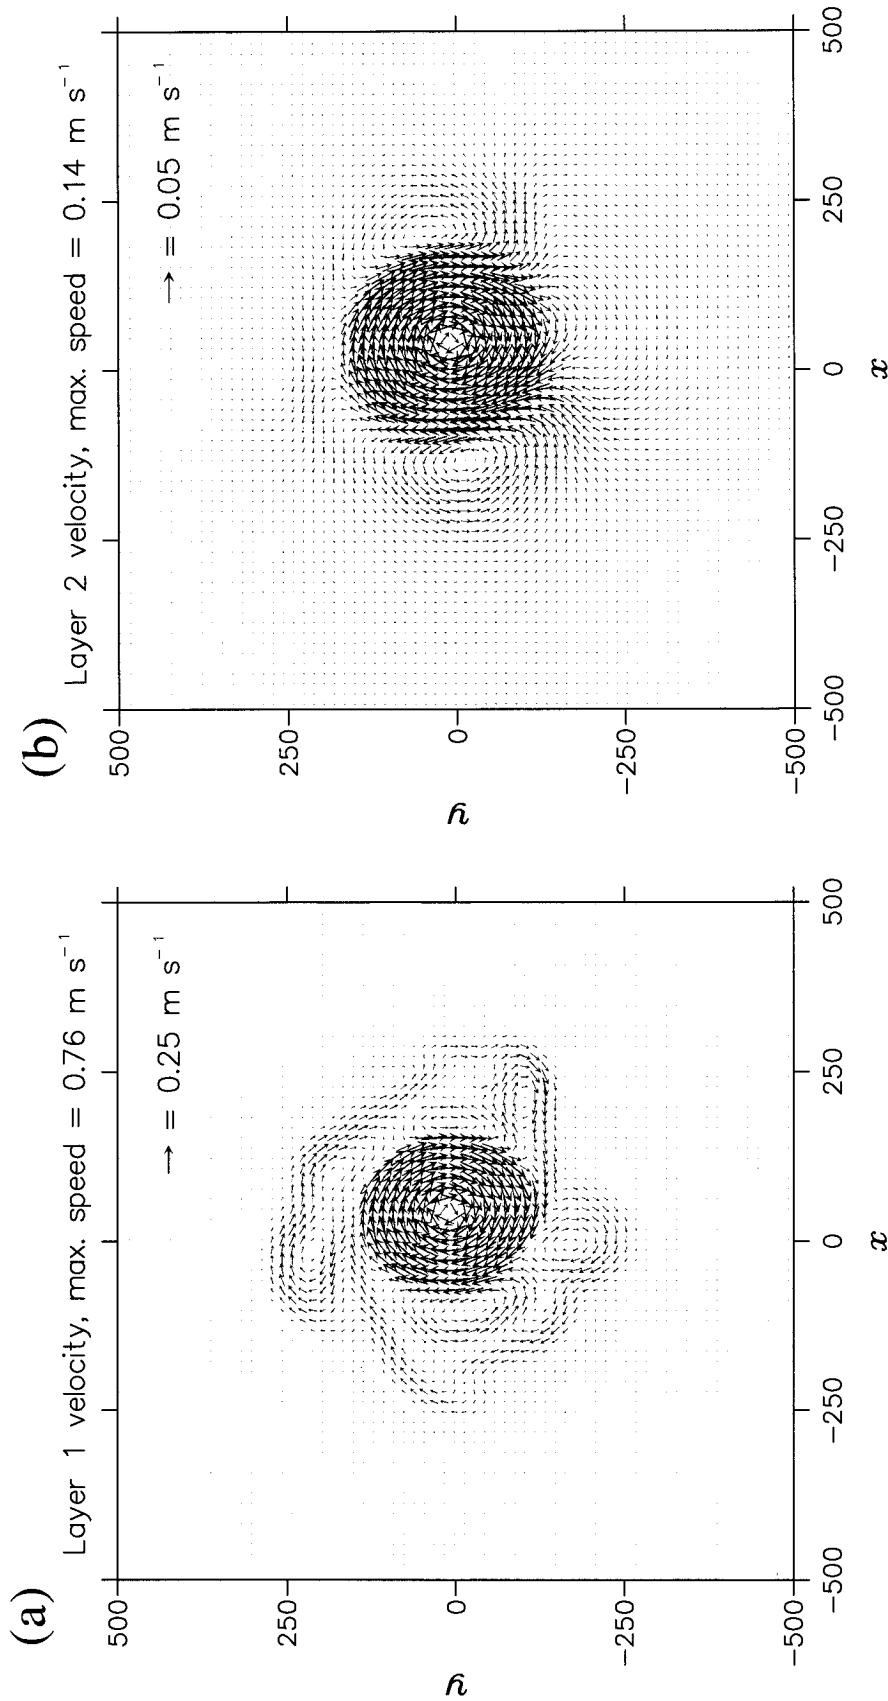 (a)
Layer 1 velocity, max. speed = 0.76 m s⁻¹
= 0.25 m s⁻¹
500
250
0
−250
−500
y
−500
−250
0
250
500
x
(b)
Layer 2 velocity, max. speed = 0.14 m s⁻¹
= 0.05 m s⁻¹
500
250
0
−250
−500
y
−500
−250
0
250
500
x